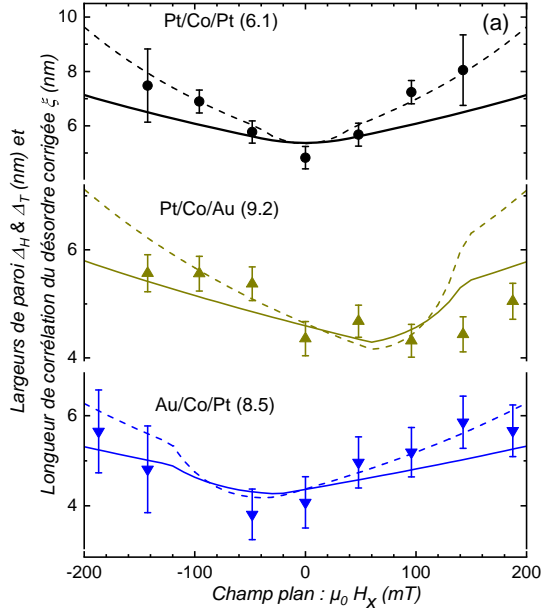 Largeurs de paroi Δ_H & Δ_T (nm) et
Longueur de corrélation du désordre corrigée ξ (nm)
(a)
Pt/Co/Pt (6.1)
10
8
6
Pt/Co/Au (9.2)
6
4
Au/Co/Pt (8.5)
6
4
-200 -100 0 100 200
Champ plan : μ₀ H_x (mT)